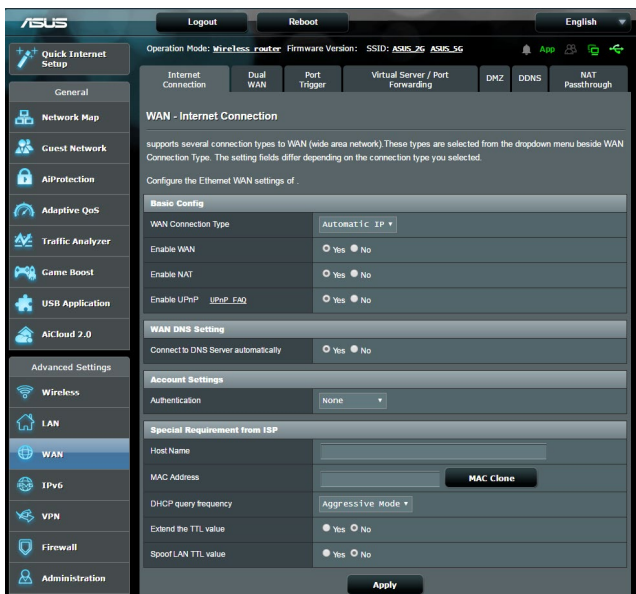 ASUS
Logout
Reboot
English
Quick Internet
Setup
Operation Mode: Wireless router Firmware Version: SSID: ASUS_2G ASUS_5G
App
Internet
Connection
Dual
WAN
Port
Trigger
Virtual Server / Port
Forwarding
DMZ
DDNS
NAT
Passthrough
General
Network Map
Guest Network
AiProtection
Adaptive QoS
Traffic Analyzer
Game Boost
USB Application
AiCloud 2.0
Advanced Settings
Wireless
LAN
WAN
IPv6
VPN
Firewall
Administration
WAN - Internet Connection
supports several connection types to WAN (wide area network).These types are selected from the dropdown menu beside WAN
Connection Type. The setting fields differ depending on the connection type you selected.
Configure the Ethernet WAN settings of .
Basic Config
WAN Connection Type
Automatic IP
Enable WAN
Yes No
Enable NAT
Yes No
Enable UPnP UPnP FAQ
Yes No
WAN DNS Setting
Connect to DNS Server automatically
Yes No
Account Settings
Authentication
None
Special Requirement from ISP
Host Name
MAC Address
MAC Clone
DHCP query frequency
Aggressive Mode
Extend the TTL value
Yes No
Spoof LAN TTL value
Yes No
Apply